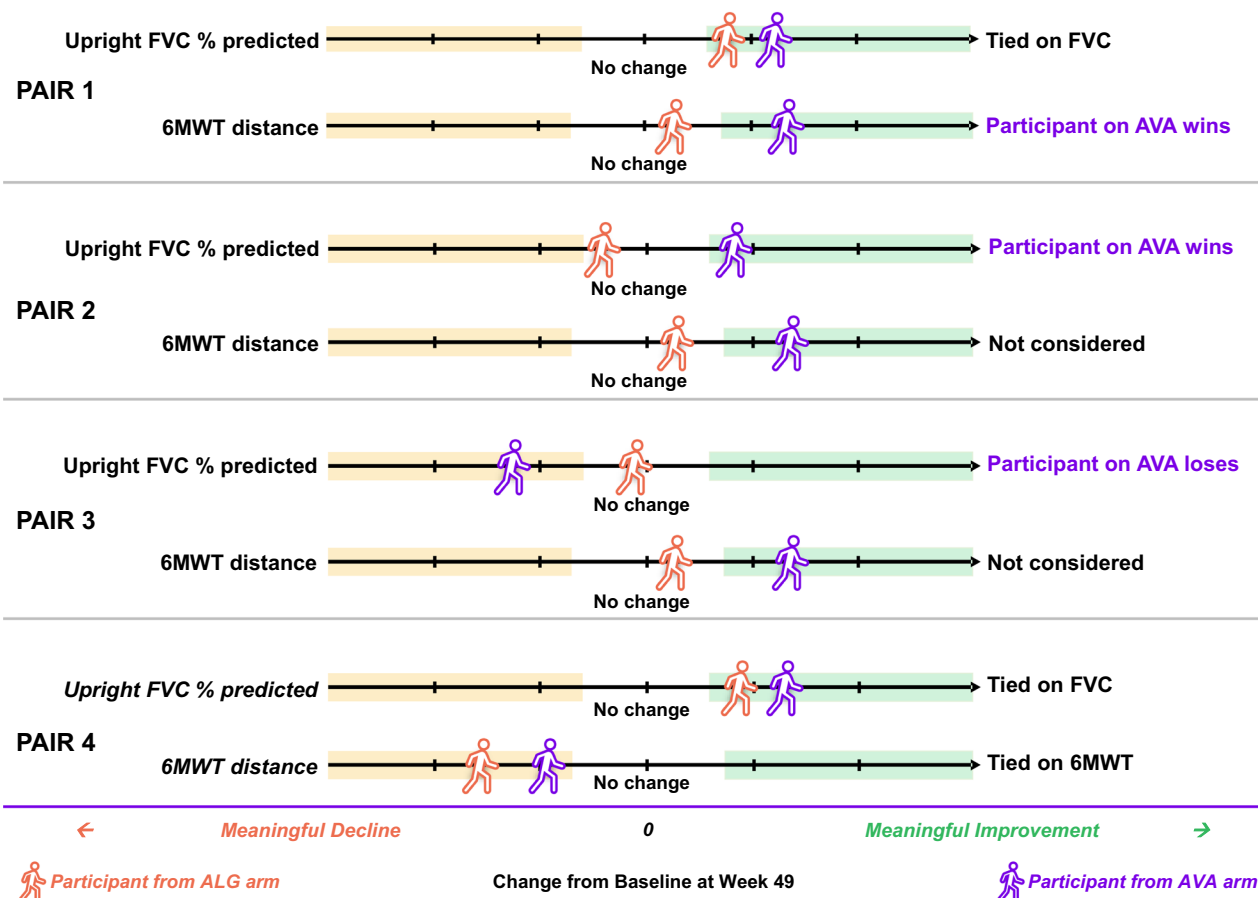 Upright FVC % predicted
Tied on FVC
No change
PAIR 1
6MWT distance
Participant on AVA wins
No change
Upright FVC % predicted
Participant on AVA wins
No change
PAIR 2
6MWT distance
Not considered
No change
Upright FVC % predicted
Participant on AVA loses
No change
PAIR 3
6MWT distance
Not considered
No change
Upright FVC % predicted
Tied on FVC
No change
PAIR 4
6MWT distance
Tied on 6MWT
No change
← Meaningful Decline 0 Meaningful Improvement →
Participant from ALG arm Change from Baseline at Week 49 Participant from AVA arm